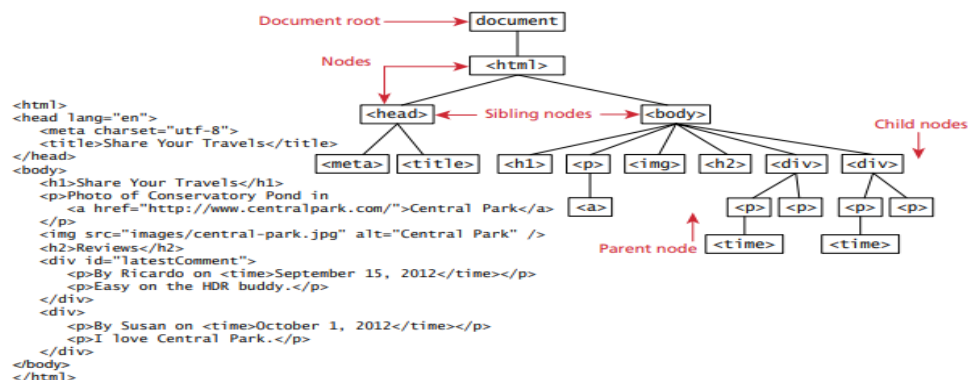 Document root
document
Nodes
<html>
<head>
Sibling nodes
<body>
Child nodes
<meta>
<title>
<h1>
<p>
<img>
<h2>
<div>
<div>
<a>
<p>
<p>
<p>
<p>
Parent node
<time>
<time>
<html>
<head lang="en">
<meta charset="utf-8">
<title>Share Your Travels</title>
</head>
<body>
<h1>Share Your Travels</h1>
<p>Photo of Conservatory Pond in
a href="http://www.centralpark.com/">Central Park</a>
</p>
<img src="images/central-park.jpg" alt="Central Park" />
<h2>Reviews</h2>
<div id="latestComment">
<p>By Ricardo on <time>September 15, 2012</time></p>
<p>Easy on the HDR buddy.</p>
</div>
<div>
<p>By Susan on <time>October 1, 2012</time></p>
<p>I love Central Park.</p>
</div>
</body>
</html>